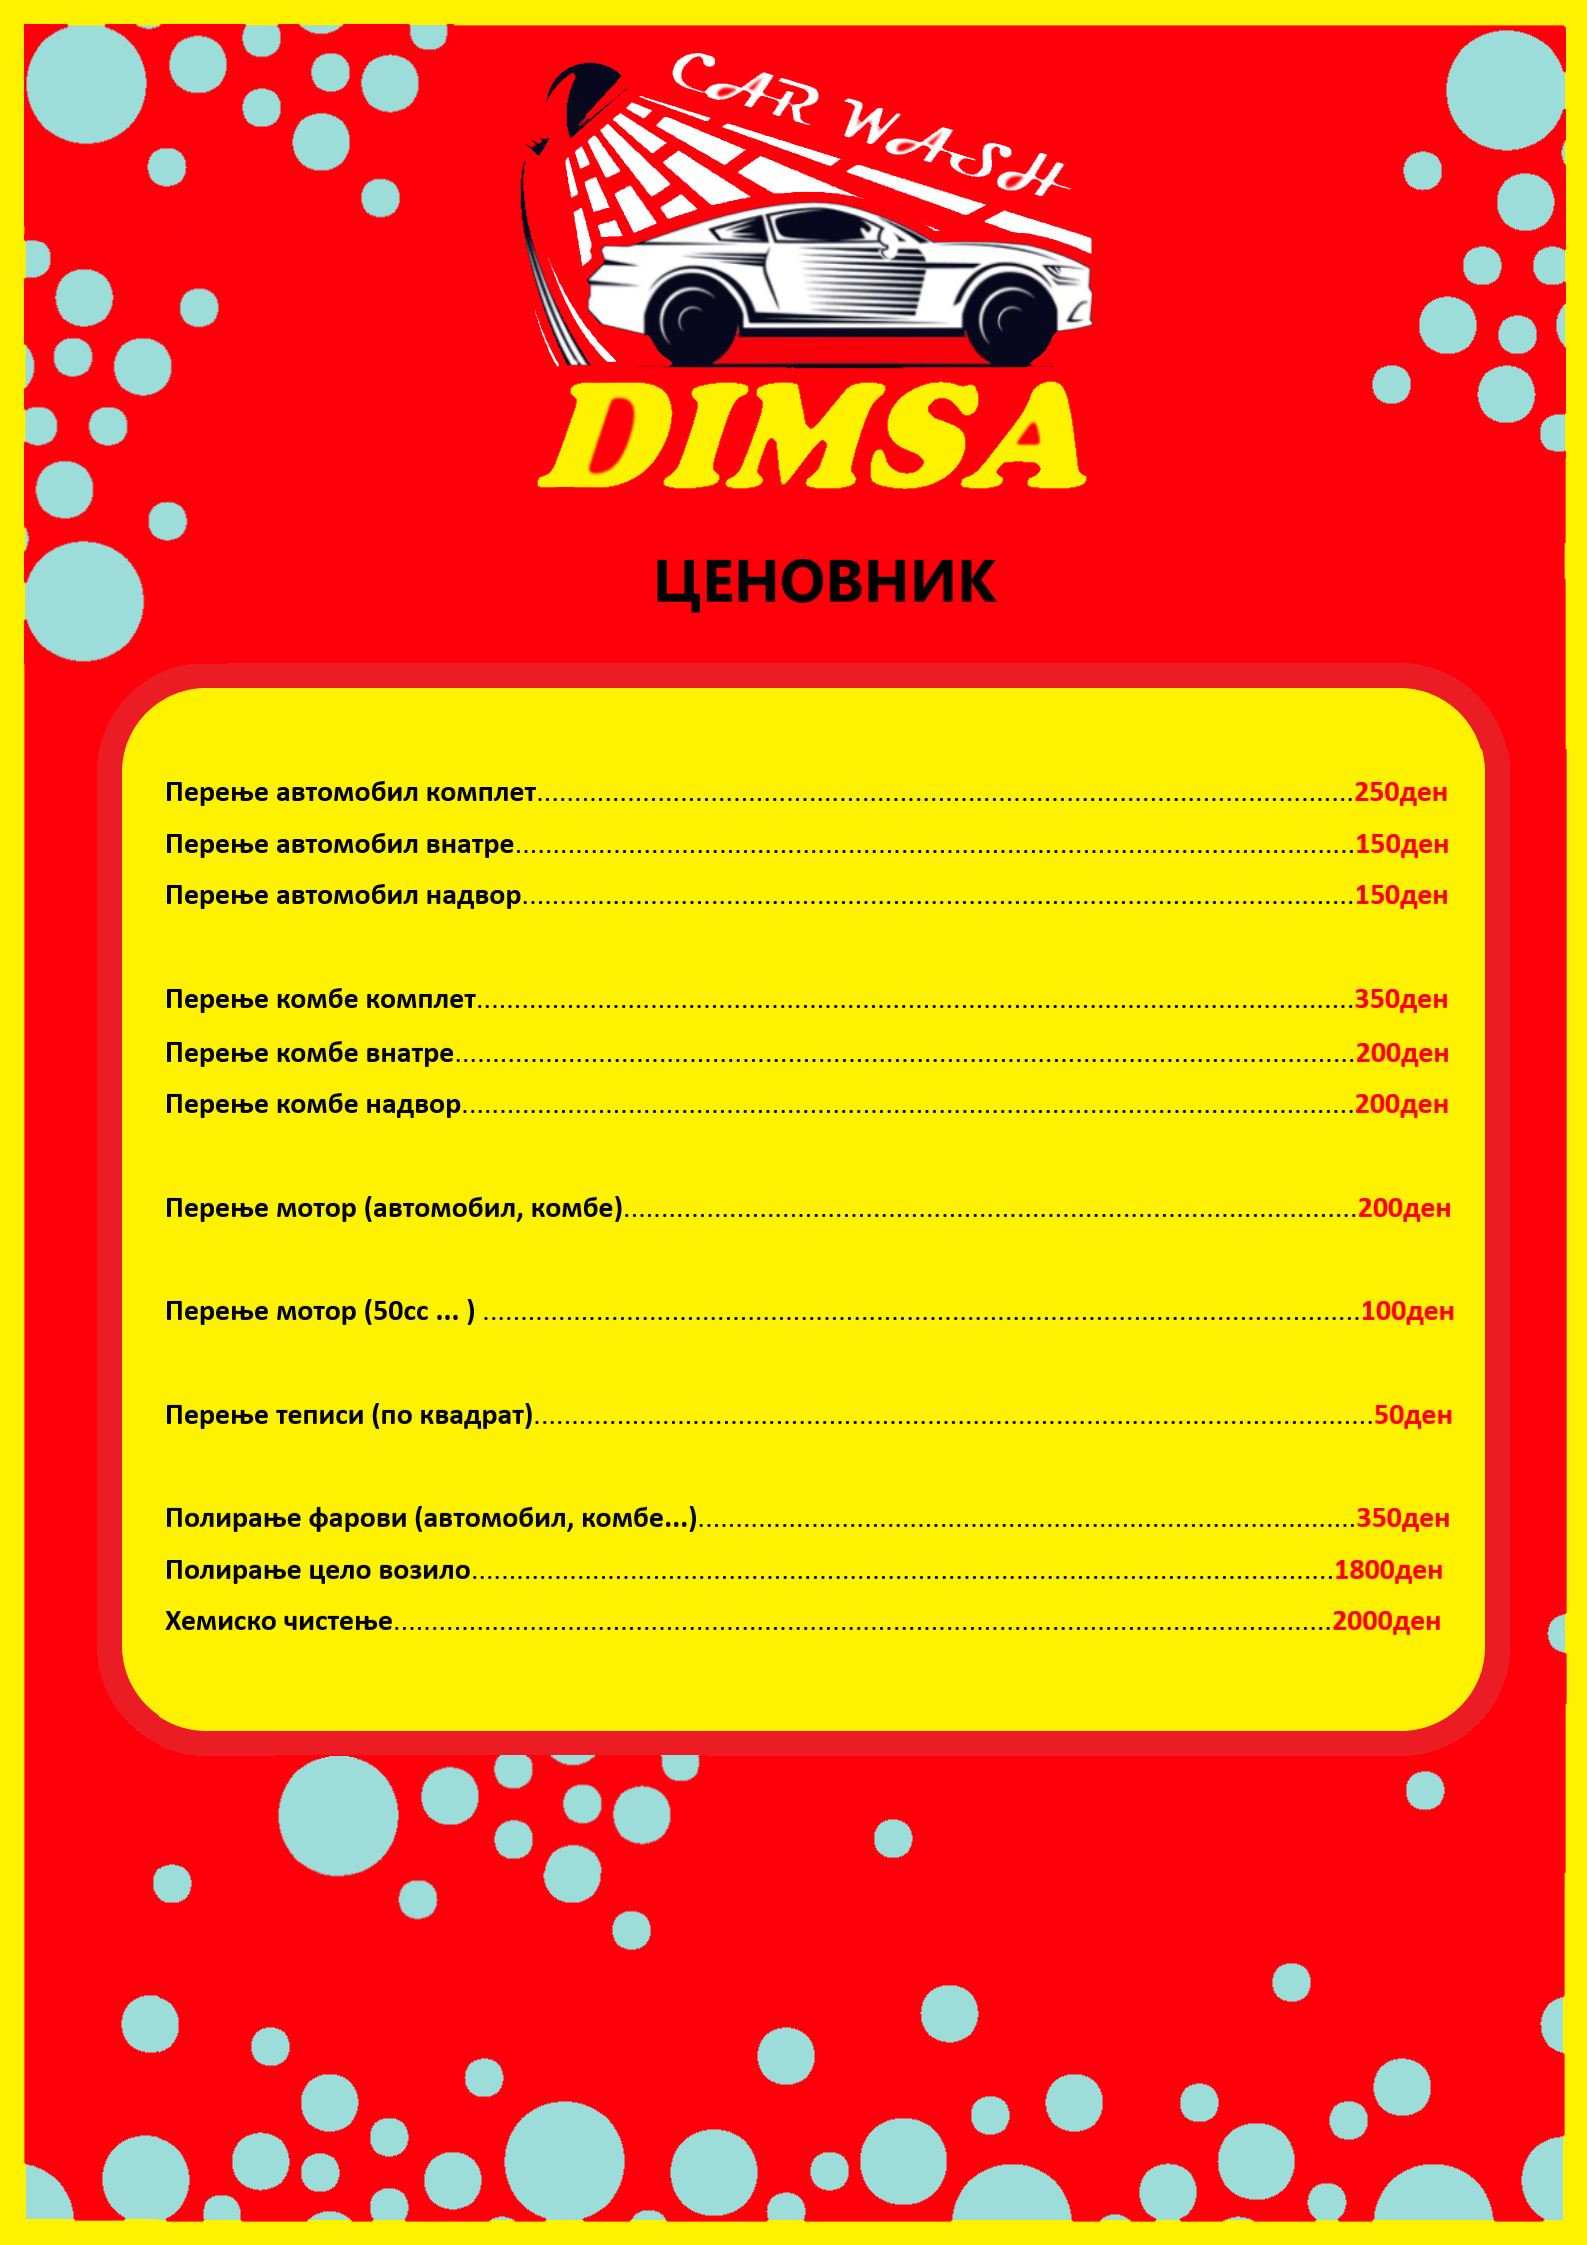 CAR WASH
DIMSA
ЦЕНОВНИК
Перење автомобил комплет....................250ден
Перење автомобил внатре....................150ден
Перење автомобил надвор....................150ден
Перење комбе комплет....................350ден
Перење комбе внатре....................200ден
Перење комбе надвор....................200ден
Перење мотор (автомобил, комбе)....................200ден
Перење мотор (50cc ... ) ....................100ден
Перење теписи (по квадрат)....................50ден
Полирање фарови (автомобил, комбе...)....................350ден
Полирање цело возило....................1800ден
Хемиско чистење....................2000ден